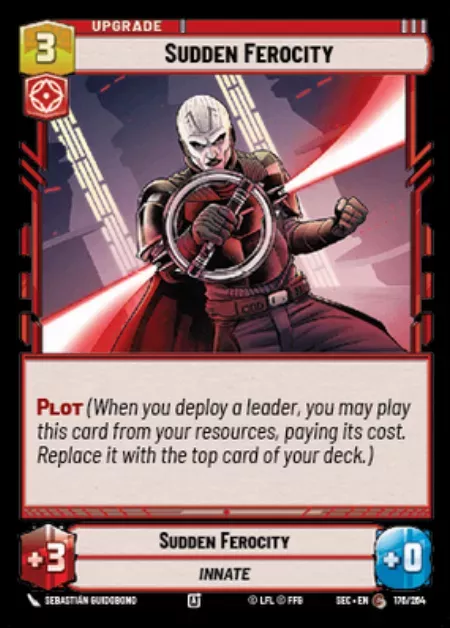 UPGRADE
3
SUDDEN FEROCITY
PLOT (When you deploy a leader, you may play
this card from your resources, paying its cost.
Replace it with the top card of your deck.)
+3
SUDDEN FEROCITY
INNATE
+0
SEBASTIÁN GUIDOBONO
© LFL © FFG
SEC • EN
C
176/264